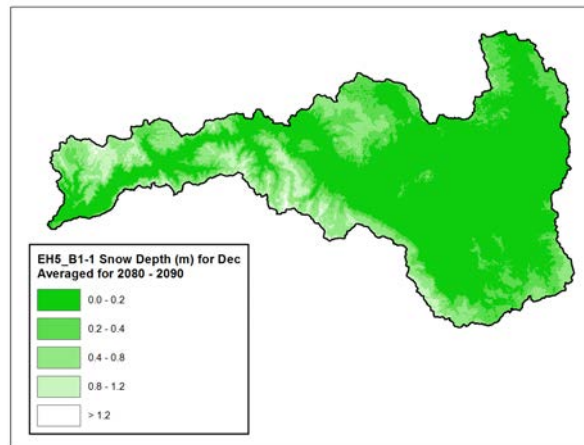 EH5_B1-1 Snow Depth (m) for Dec
Averaged for 2080 - 2090
0.0 - 0.2
0.2 - 0.4
0.4 - 0.8
0.8 - 1.2
> 1.2